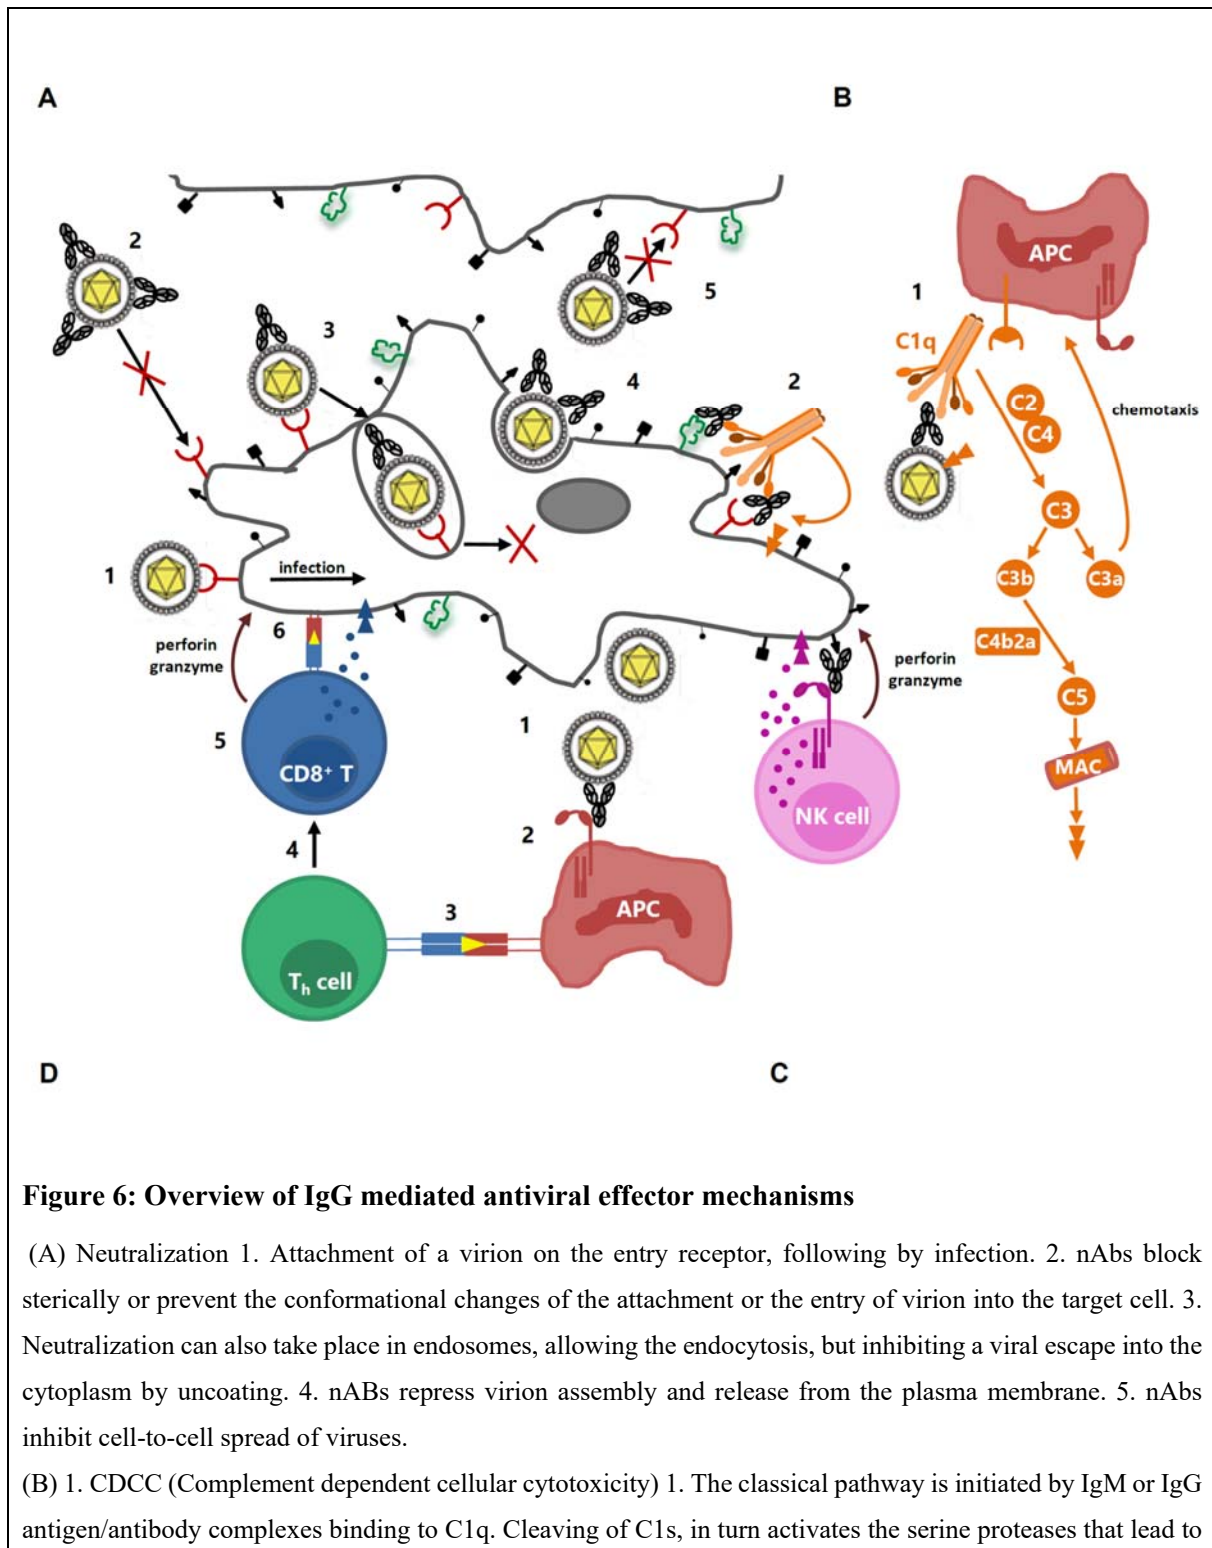 A
B
2
3
5
4
2
1
APC
C1q
C2
C4
chemotaxis
C3
C3b
C3a
C4b2a
C5
MAC
1
infection
6
perforin
granzyme
5
CD8⁺ T
4
Tₕ cell
3
1
2
APC
perforin
granzyme
NK cell
D
C
Figure 6: Overview of IgG mediated antiviral effector mechanisms
(A) Neutralization 1. Attachment of a virion on the entry receptor, following by infection. 2. nAbs block
sterically or prevent the conformational changes of the attachment or the entry of virion into the target cell. 3.
Neutralization can also take place in endosomes, allowing the endocytosis, but inhibiting a viral escape into the
cytoplasm by uncoating. 4. nABs repress virion assembly and release from the plasma membrane. 5. nAbs
inhibit cell-to-cell spread of viruses.
(B) 1. CDCC (Complement dependent cellular cytotoxicity) 1. The classical pathway is initiated by IgM or IgG
antigen/antibody complexes binding to C1q. Cleaving of C1s, in turn activates the serine proteases that lead to